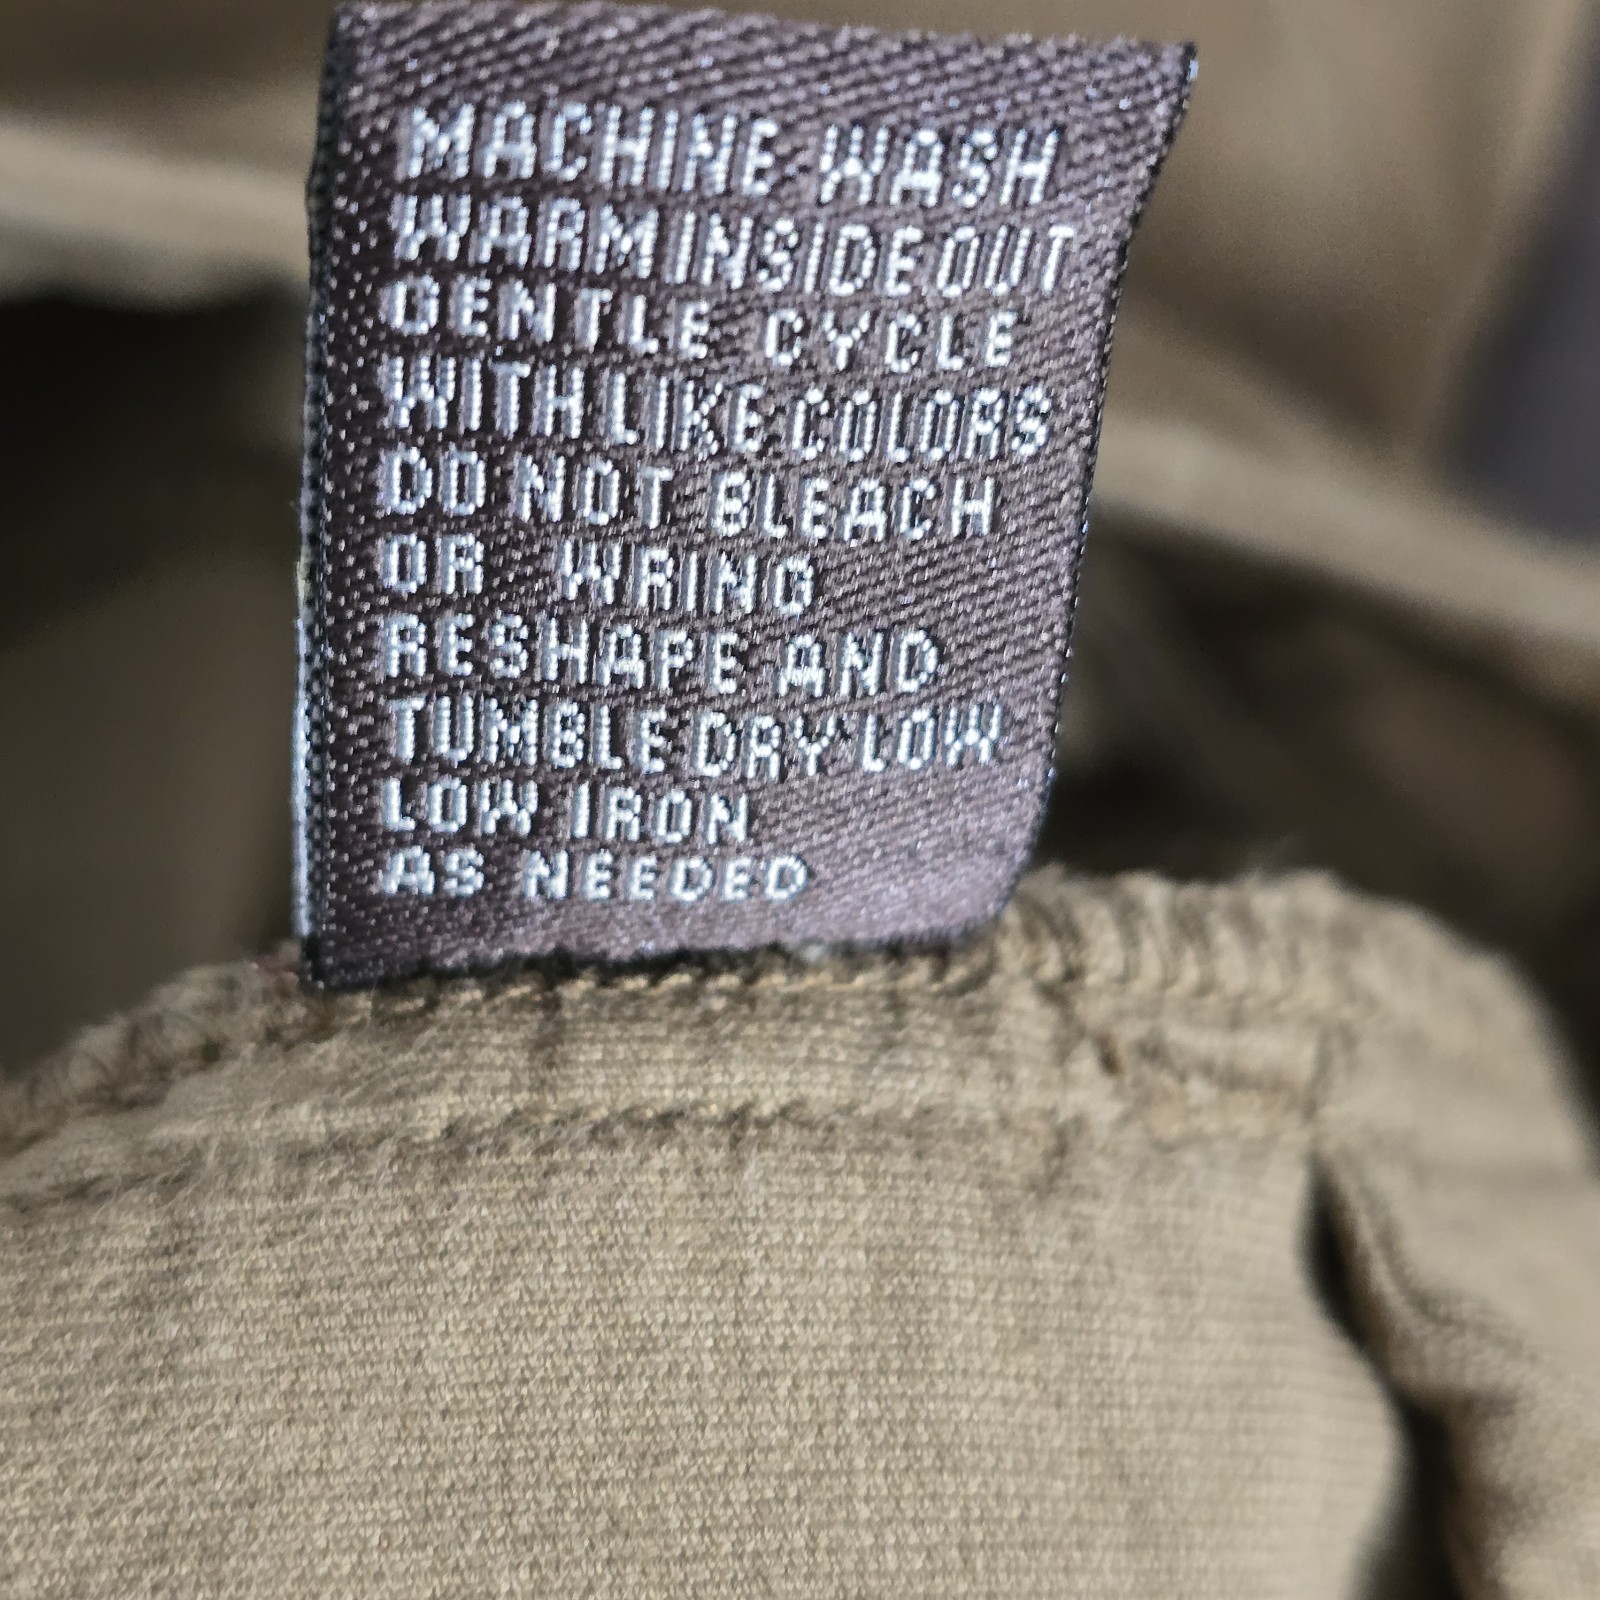 MACHINE WASH
WARM INSIDE OUT
GENTLE CYCLE
WITH LIKE COLORS
DO NOT BLEACH
OR WRING
RESHAPE AND
TUMBLE DRY LOW
LOW IRON
AS NEEDED